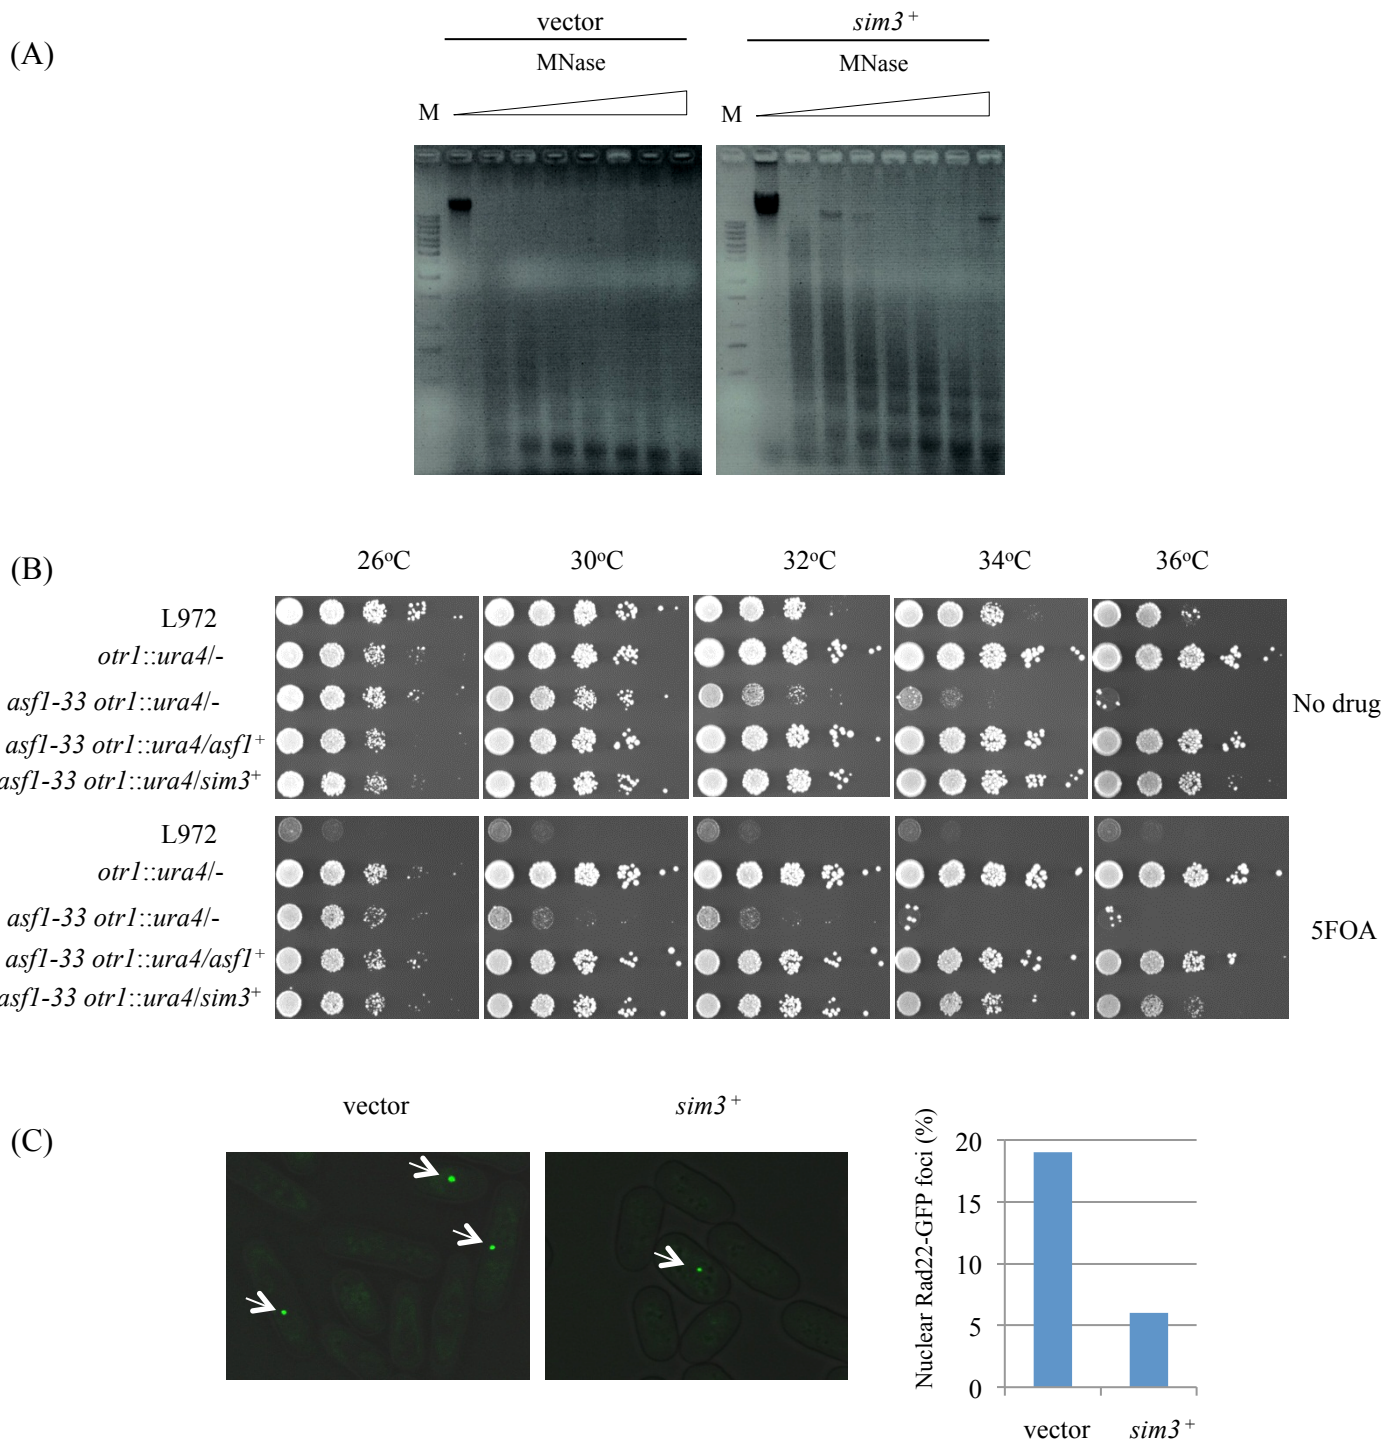 (A)
vector
sim3+
MNase
MNase
M
M
(B)
26oC
30oC
32oC
34oC
36oC
L972
otr1::ura4/-
asf1-33 otr1::ura4/-
asf1-33 otr1::ura4/asf1+
asf1-33 otr1::ura4/sim3+
No drug
L972
otr1::ura4/-
asf1-33 otr1::ura4/-
asf1-33 otr1::ura4/asf1+
asf1-33 otr1::ura4/sim3+
5FOA
(C)
vector
sim3+
Nuclear Rad22-GFP foci (%)
20
15
10
5
0
vector
sim3+